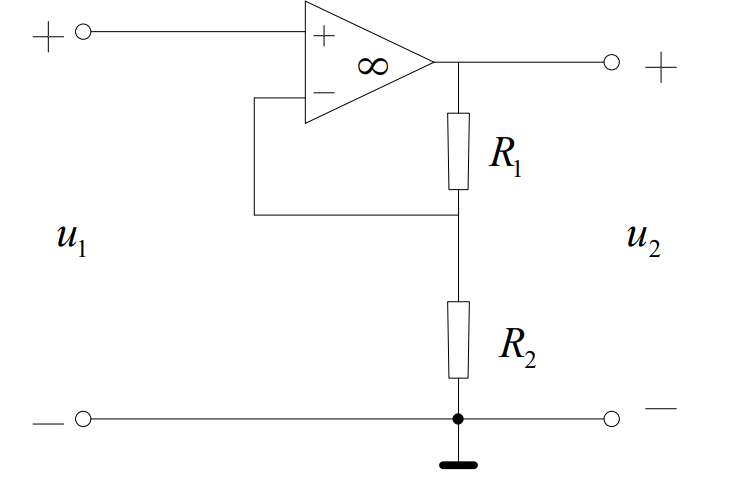 +
+
∞
+
−
R₁
u₁
u₂
R₂
−
−